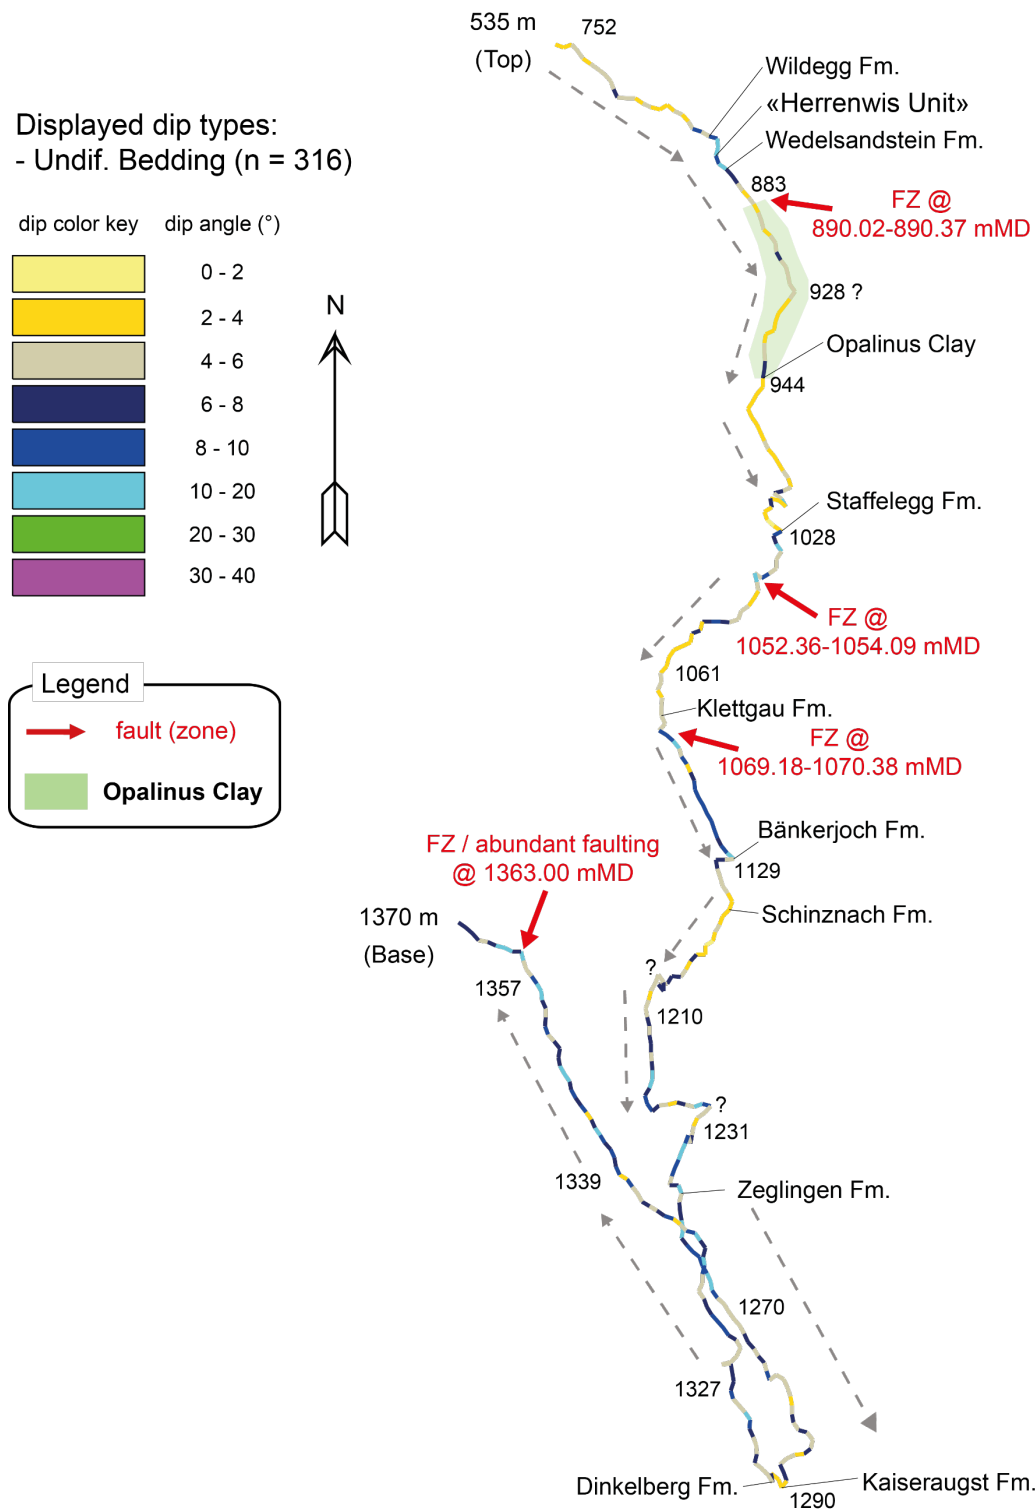 535 m
(Top)
752
Wildegg Fm.
«Herrenwis Unit»
Wedelsandstein Fm.
883
FZ @
890.02-890.37 mMD
Displayed dip types:
- Undif. Bedding (n = 316)
dip color key
dip angle (°)
0 - 2
2 - 4
4 - 6
6 - 8
8 - 10
10 - 20
20 - 30
30 - 40
N
928 ?
Opalinus Clay
944
Staffelegg Fm.
1028
FZ @
1052.36-1054.09 mMD
1061
Klettgau Fm.
FZ @
1069.18-1070.38 mMD
Legend
fault (zone)
Opalinus Clay
Bänkerjoch Fm.
1129
FZ / abundant faulting
@ 1363.00 mMD
Schinznach Fm.
1370 m
(Base)
?
1357
1210
?
1231
1339
Zeglingen Fm.
1270
1327
Dinkelberg Fm.
Kaiseraugst Fm.
1290